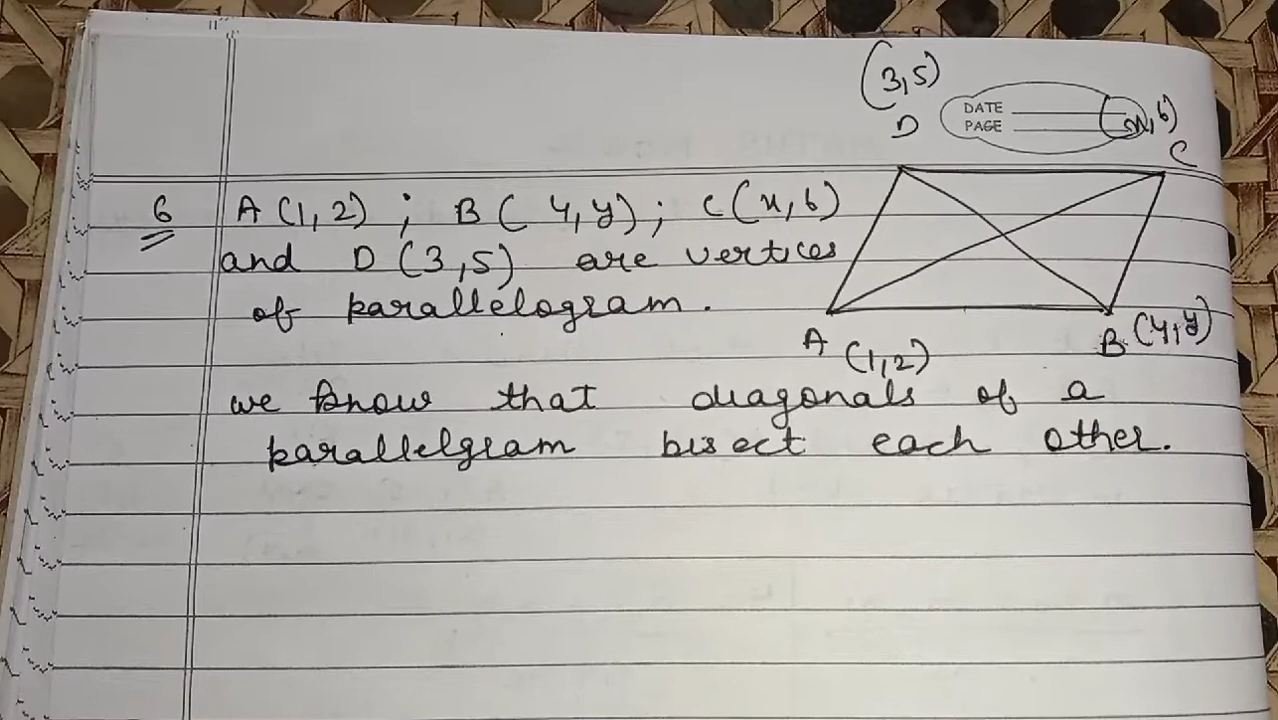 (3,5)
DATE
PAGE
(x,6)
D
C
6 A (1,2) ; B ( 4,y) ; C (x,6)
and D (3,5) are vertices
of parallelogram.
A (1,2)
B (4,y)
we know that diagonals of a
parallelgram bisect each other.